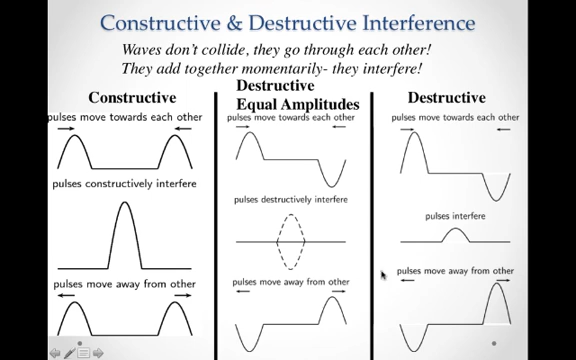 Constructive & Destructive Interference
Waves don't collide, they go through each other!
They add together momentarily- they interfere!
Constructive
pulses move towards each other
pulses constructively interfere
pulses move away from other
Destructive
Equal Amplitudes
pulses move towards each other
pulses destructively interfere
pulses move away from other
Destructive
pulses move towards each other
pulses interfere
pulses move away from other